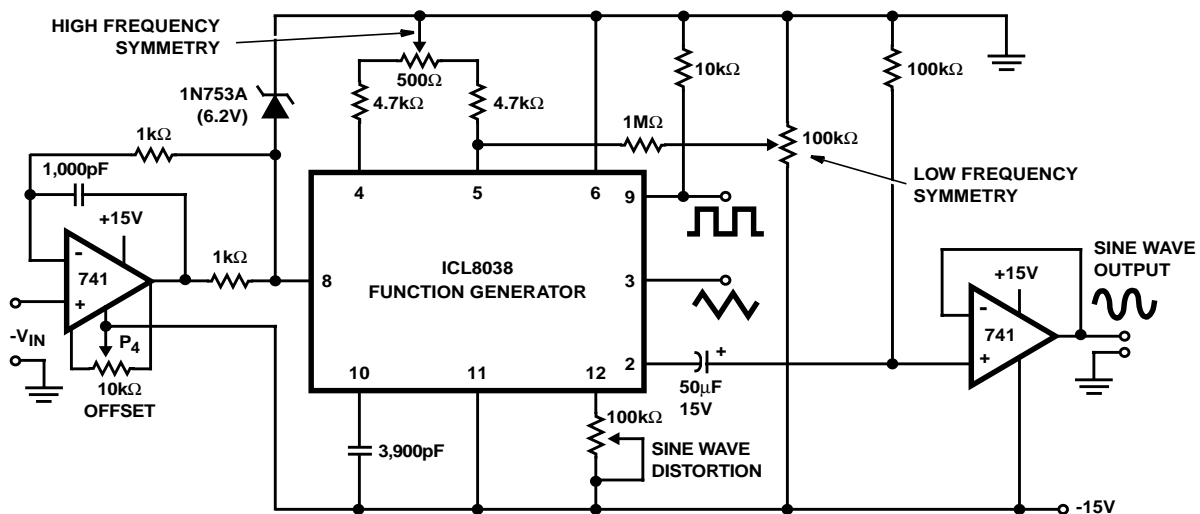 HIGH FREQUENCY
SYMMETRY
500Ω
1N753A
(6.2V)
4.7kΩ
4.7kΩ
10kΩ
100kΩ
1kΩ
1MΩ
100kΩ
1,000pF
LOW FREQUENCY
SYMMETRY
4
5
6
9
+15V
-
741
+
1kΩ
8
ICL8038
FUNCTION GENERATOR
3
SINE WAVE
OUTPUT
+15V
-
741
+
-VIN
P4
10kΩ
OFFSET
2
+
50μF
15V
10
11
12
100kΩ
3,900pF
SINE WAVE
DISTORTION
-15V